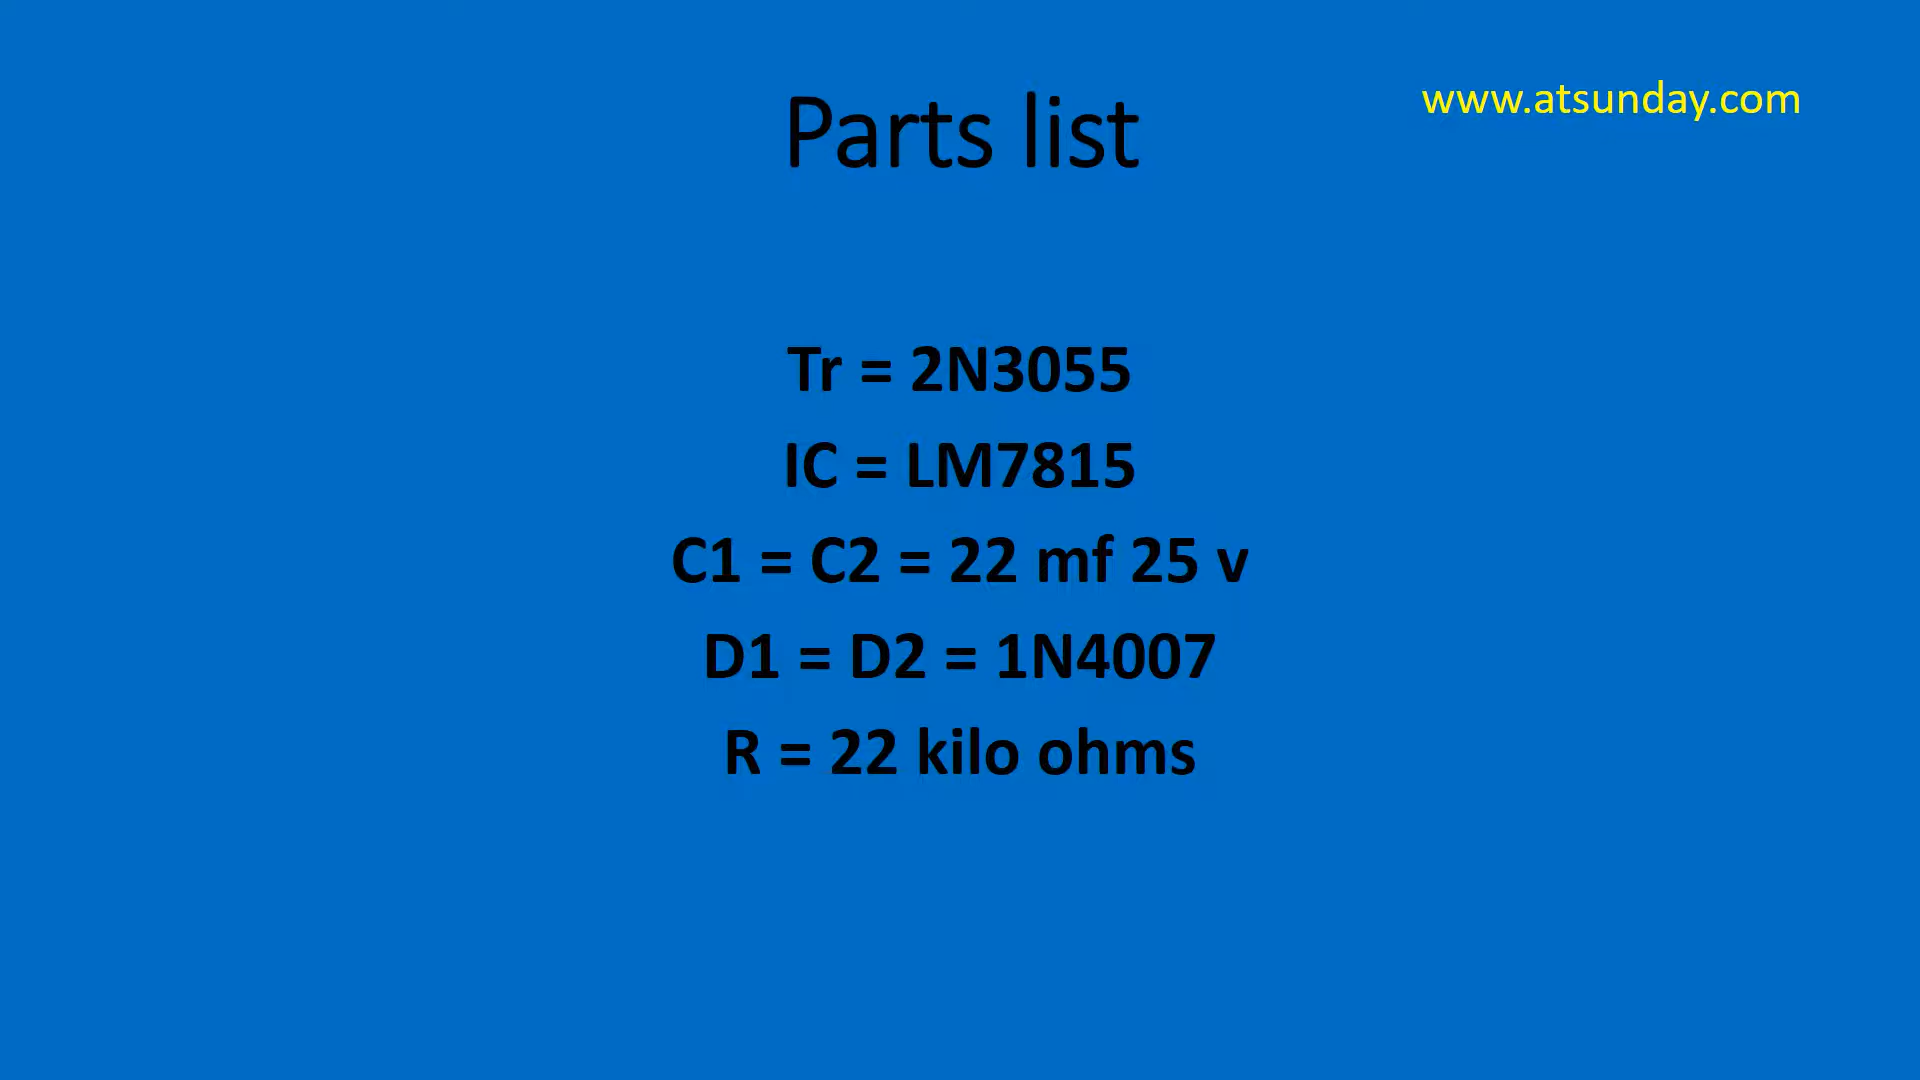 Parts list
www.atsunday.com
Tr = 2N3055
IC = LM7815
C1 = C2 = 22 mf 25 v
D1 = D2 = 1N4007
R = 22 kilo ohms